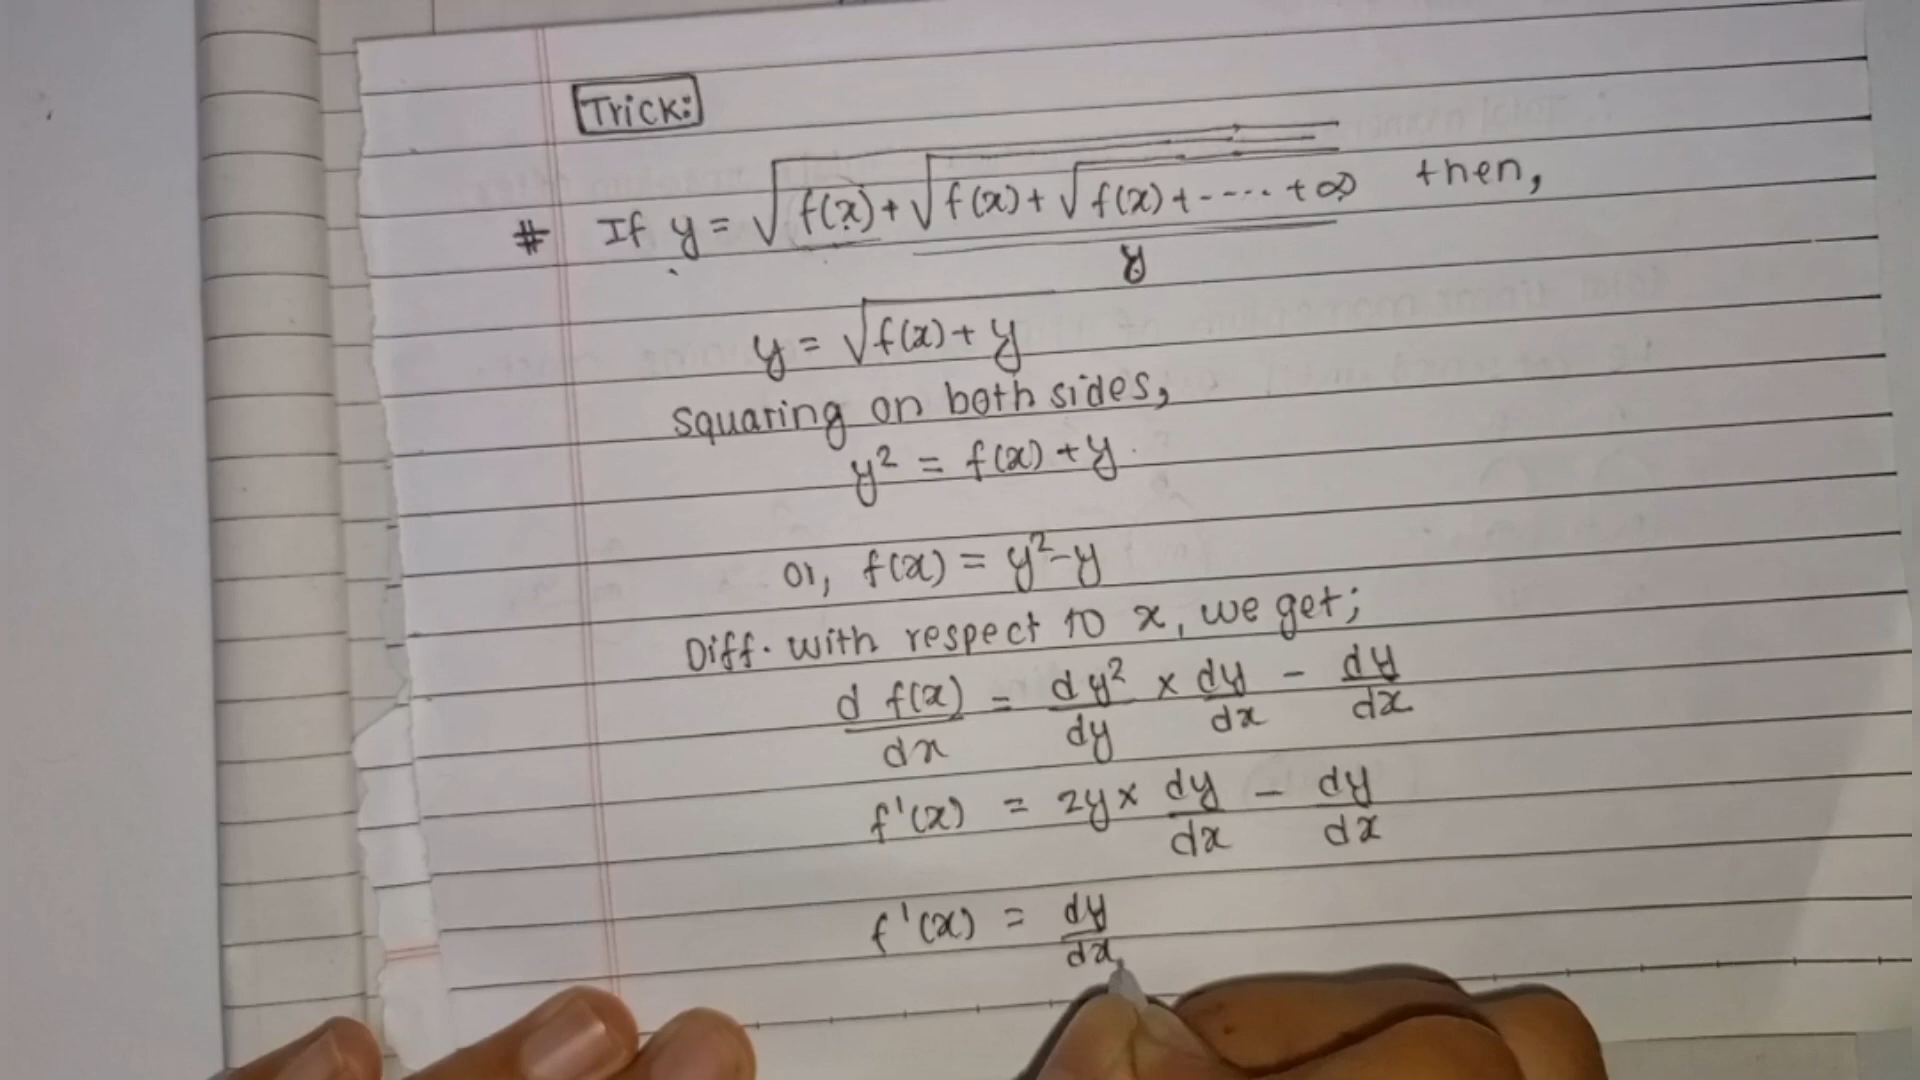 Trick:
# If y = √f(x) + √f(x) + √f(x) + ---- + ∞ then,
y
y = √f(x) + y
squaring on both sides,
y² = f(x) + y
or, f(x) = y² - y
Diff. with respect to x, we get;
d f(x)/dx = dy²/dy × dy/dx - dy/dx
f'(x) = 2y × dy/dx - dy/dx
f'(x) = dy/dx